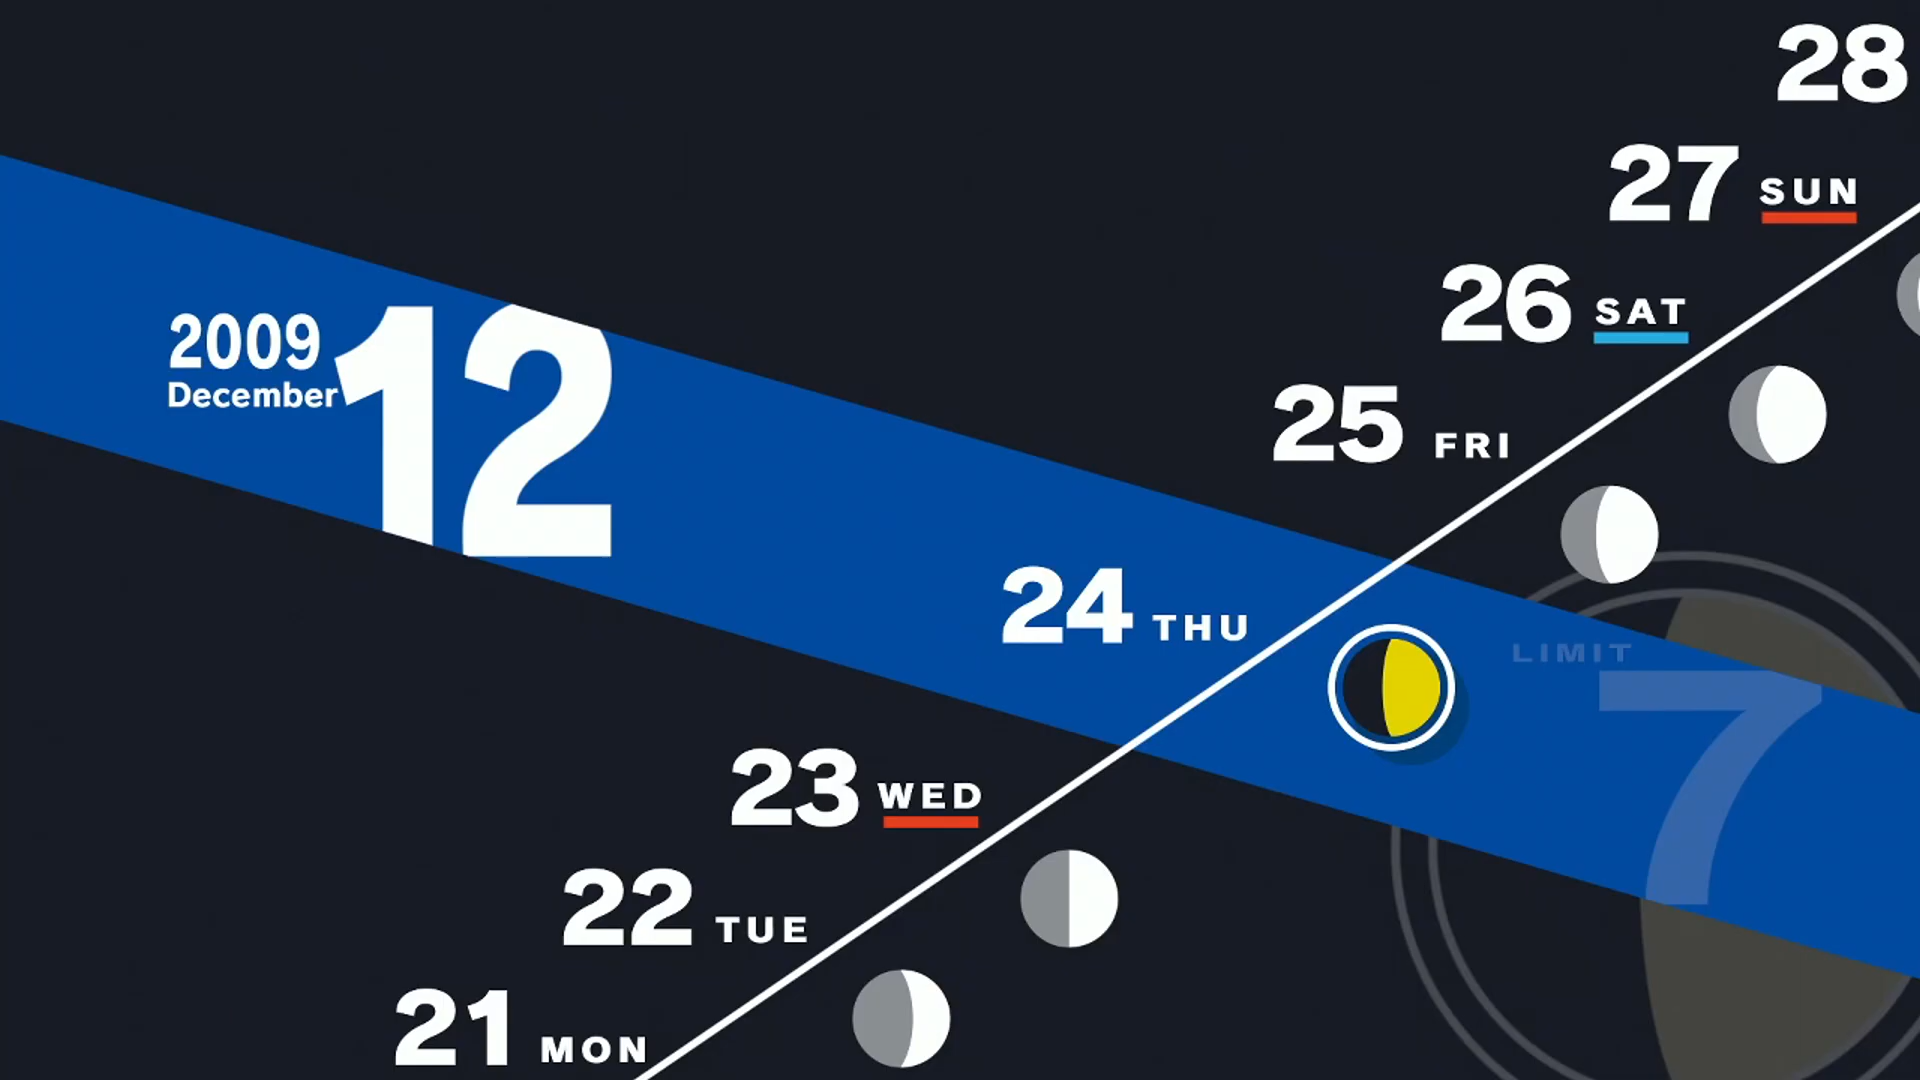 28
27 SUN
26 SAT
25 FRI
2009
December
12
24 THU
LIMIT
7
23 WED
22 TUE
21 MON